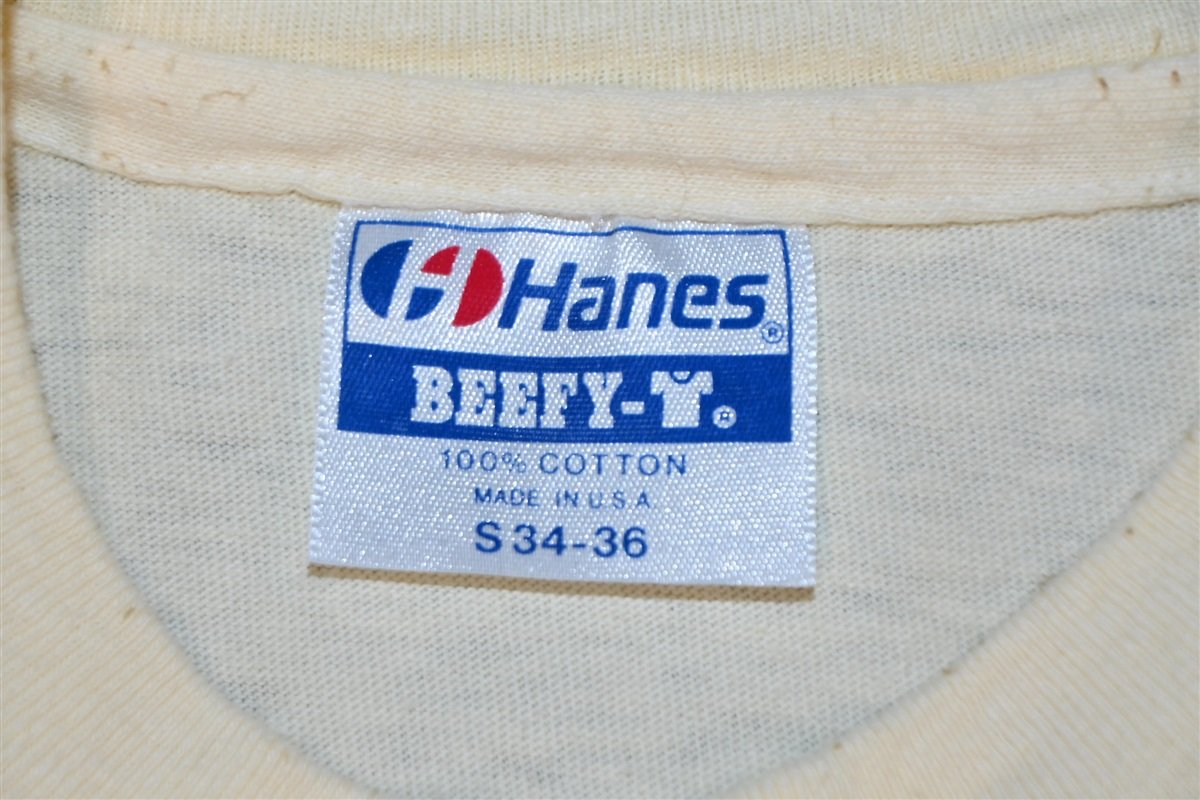 Hanes®
BEEFY-T®
100% COTTON
MADE IN U.S.A
S 34-36